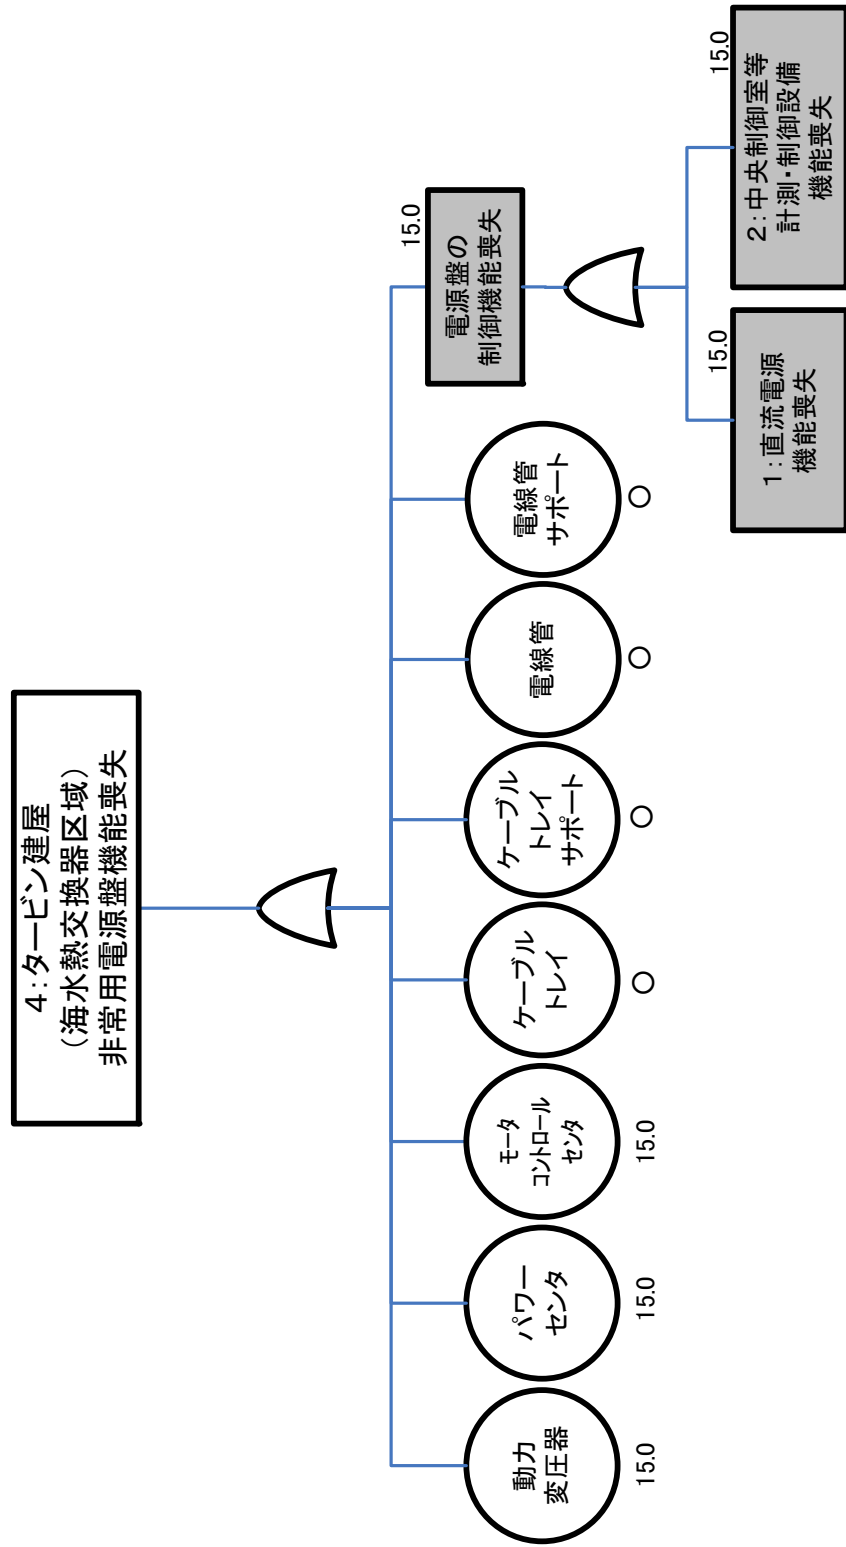 4:タービン建屋
(海水熱交換器区域)
非常用電源盤機能喪失
動力
変圧器
15.0
パワー
センタ
15.0
モータ
コントロール
センタ
15.0
ケーブル
トレイ
○
ケーブル
トレイ
サポート
○
電線管
○
電線管
サポート
○
15.0
電源盤の
制御機能喪失
15.0
1:直流電源
機能喪失
15.0
2:中央制御室等
計測・制御設備
機能喪失